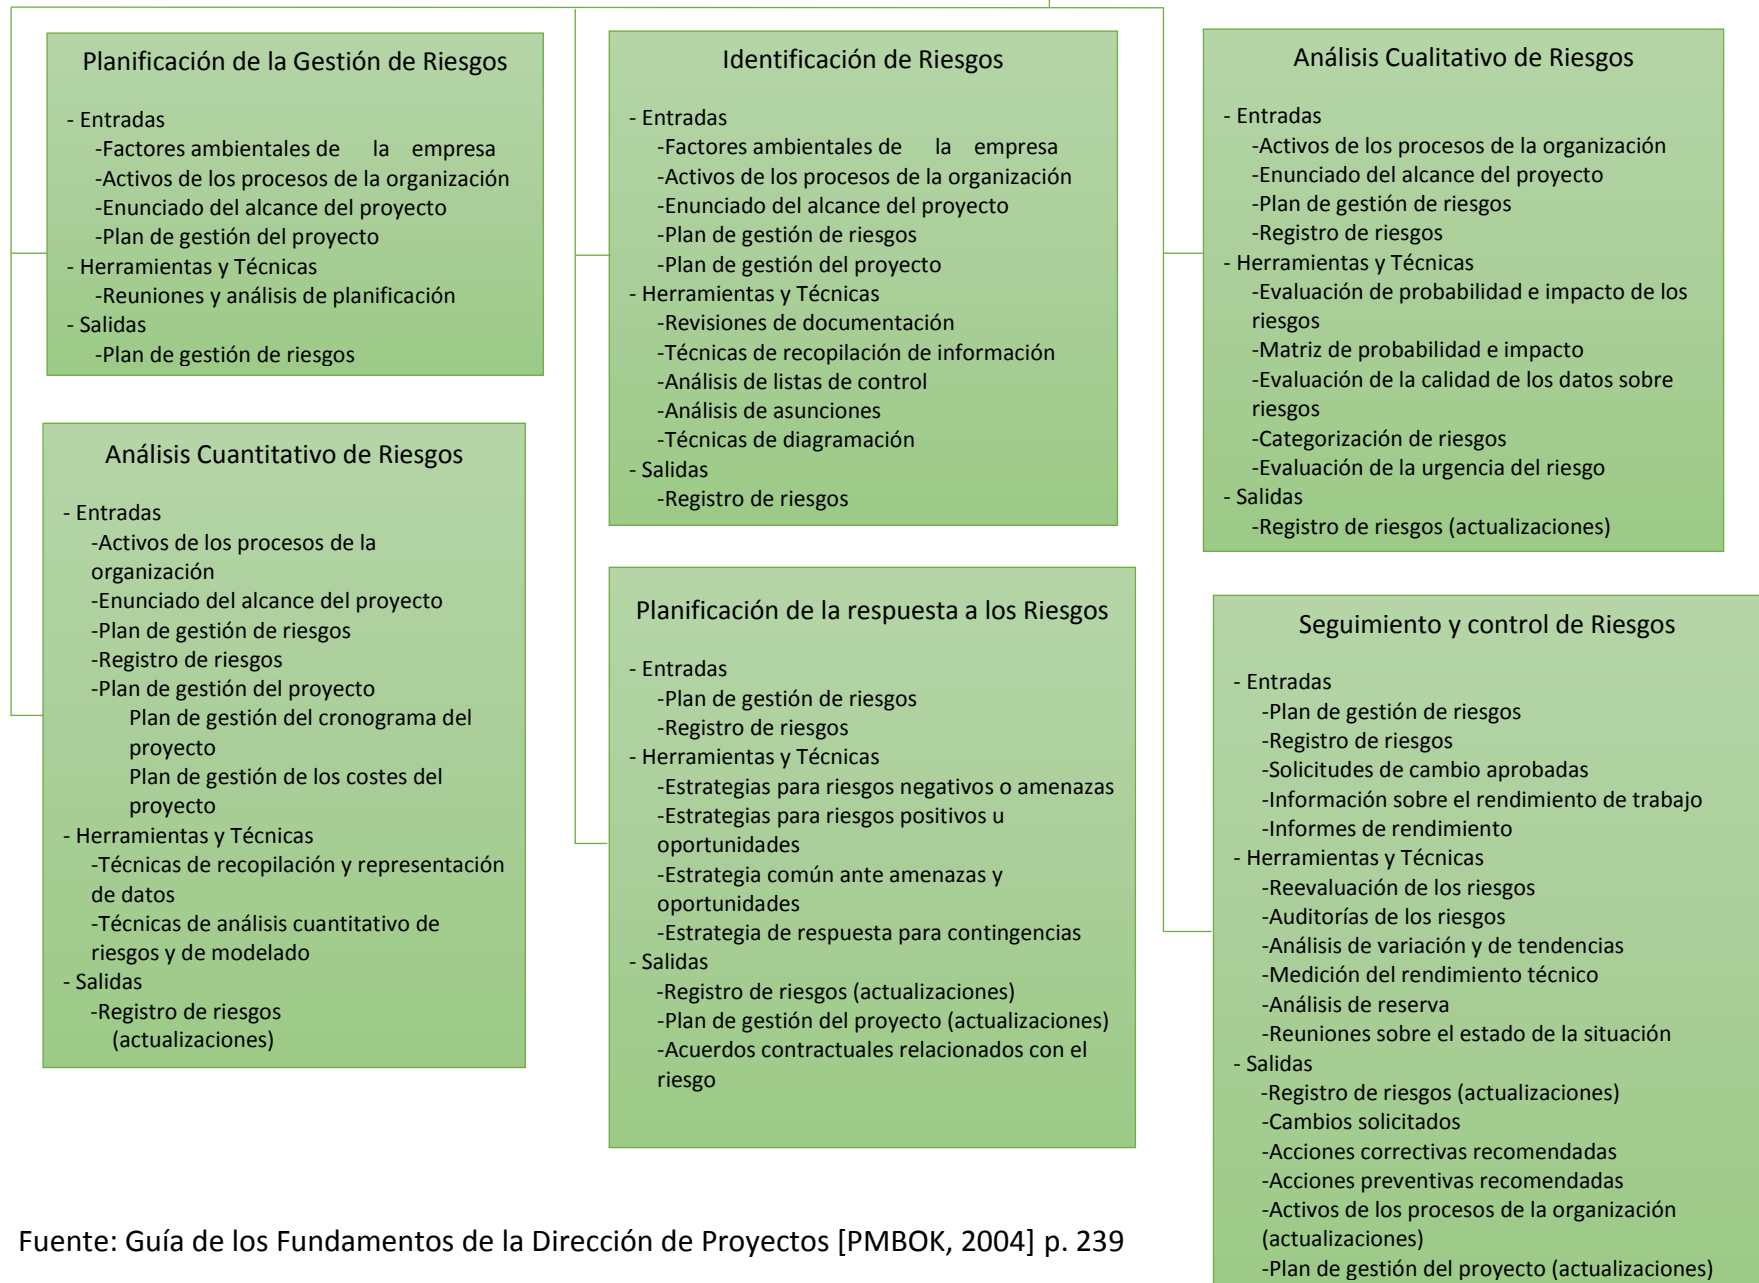 Planificación de la Gestión de Riesgos
- Entradas
-Factores ambientales de la empresa
-Activos de los procesos de la organización
-Enunciado del alcance del proyecto
-Plan de gestión del proyecto
- Herramientas y Técnicas
-Reuniones y análisis de planificación
- Salidas
-Plan de gestión de riesgos
Identificación de Riesgos
- Entradas
-Factores ambientales de la empresa
-Activos de los procesos de la organización
-Enunciado del alcance del proyecto
-Plan de gestión de riesgos
-Plan de gestión del proyecto
- Herramientas y Técnicas
-Revisiones de documentación
-Técnicas de recopilación de información
-Análisis de listas de control
-Análisis de asunciones
-Técnicas de diagramación
- Salidas
-Registro de riesgos
Análisis Cualitativo de Riesgos
- Entradas
-Activos de los procesos de la organización
-Enunciado del alcance del proyecto
-Plan de gestión de riesgos
-Registro de riesgos
- Herramientas y Técnicas
-Evaluación de probabilidad e impacto de los
riesgos
-Matriz de probabilidad e impacto
-Evaluación de la calidad de los datos sobre
riesgos
-Categorización de riesgos
-Evaluación de la urgencia del riesgo
- Salidas
-Registro de riesgos (actualizaciones)
Análisis Cuantitativo de Riesgos
- Entradas
-Activos de los procesos de la
organización
-Enunciado del alcance del proyecto
-Plan de gestión de riesgos
-Registro de riesgos
-Plan de gestión del proyecto
Plan de gestión del cronograma del
proyecto
Plan de gestión de los costes del
proyecto
- Herramientas y Técnicas
-Técnicas de recopilación y representación
de datos
-Técnicas de análisis cuantitativo de
riesgos y de modelado
- Salidas
-Registro de riesgos
(actualizaciones)
Planificación de la respuesta a los Riesgos
- Entradas
-Plan de gestión de riesgos
-Registro de riesgos
- Herramientas y Técnicas
-Estrategias para riesgos negativos o amenazas
-Estrategias para riesgos positivos u
oportunidades
-Estrategia común ante amenazas y
oportunidades
-Estrategia de respuesta para contingencias
- Salidas
-Registro de riesgos (actualizaciones)
-Plan de gestión del proyecto (actualizaciones)
-Acuerdos contractuales relacionados con el
riesgo
Seguimiento y control de Riesgos
- Entradas
-Plan de gestión de riesgos
-Registro de riesgos
-Solicitudes de cambio aprobadas
-Información sobre el rendimiento de trabajo
-Informes de rendimiento
- Herramientas y Técnicas
-Reevaluación de los riesgos
-Auditorías de los riesgos
-Análisis de variación y de tendencias
-Medición del rendimiento técnico
-Análisis de reserva
-Reuniones sobre el estado de la situación
- Salidas
-Registro de riesgos (actualizaciones)
-Cambios solicitados
-Acciones correctivas recomendadas
-Acciones preventivas recomendadas
-Activos de los procesos de la organización
(actualizaciones)
-Plan de gestión del proyecto (actualizaciones)
Fuente: Guía de los Fundamentos de la Dirección de Proyectos [PMBOK, 2004] p. 239